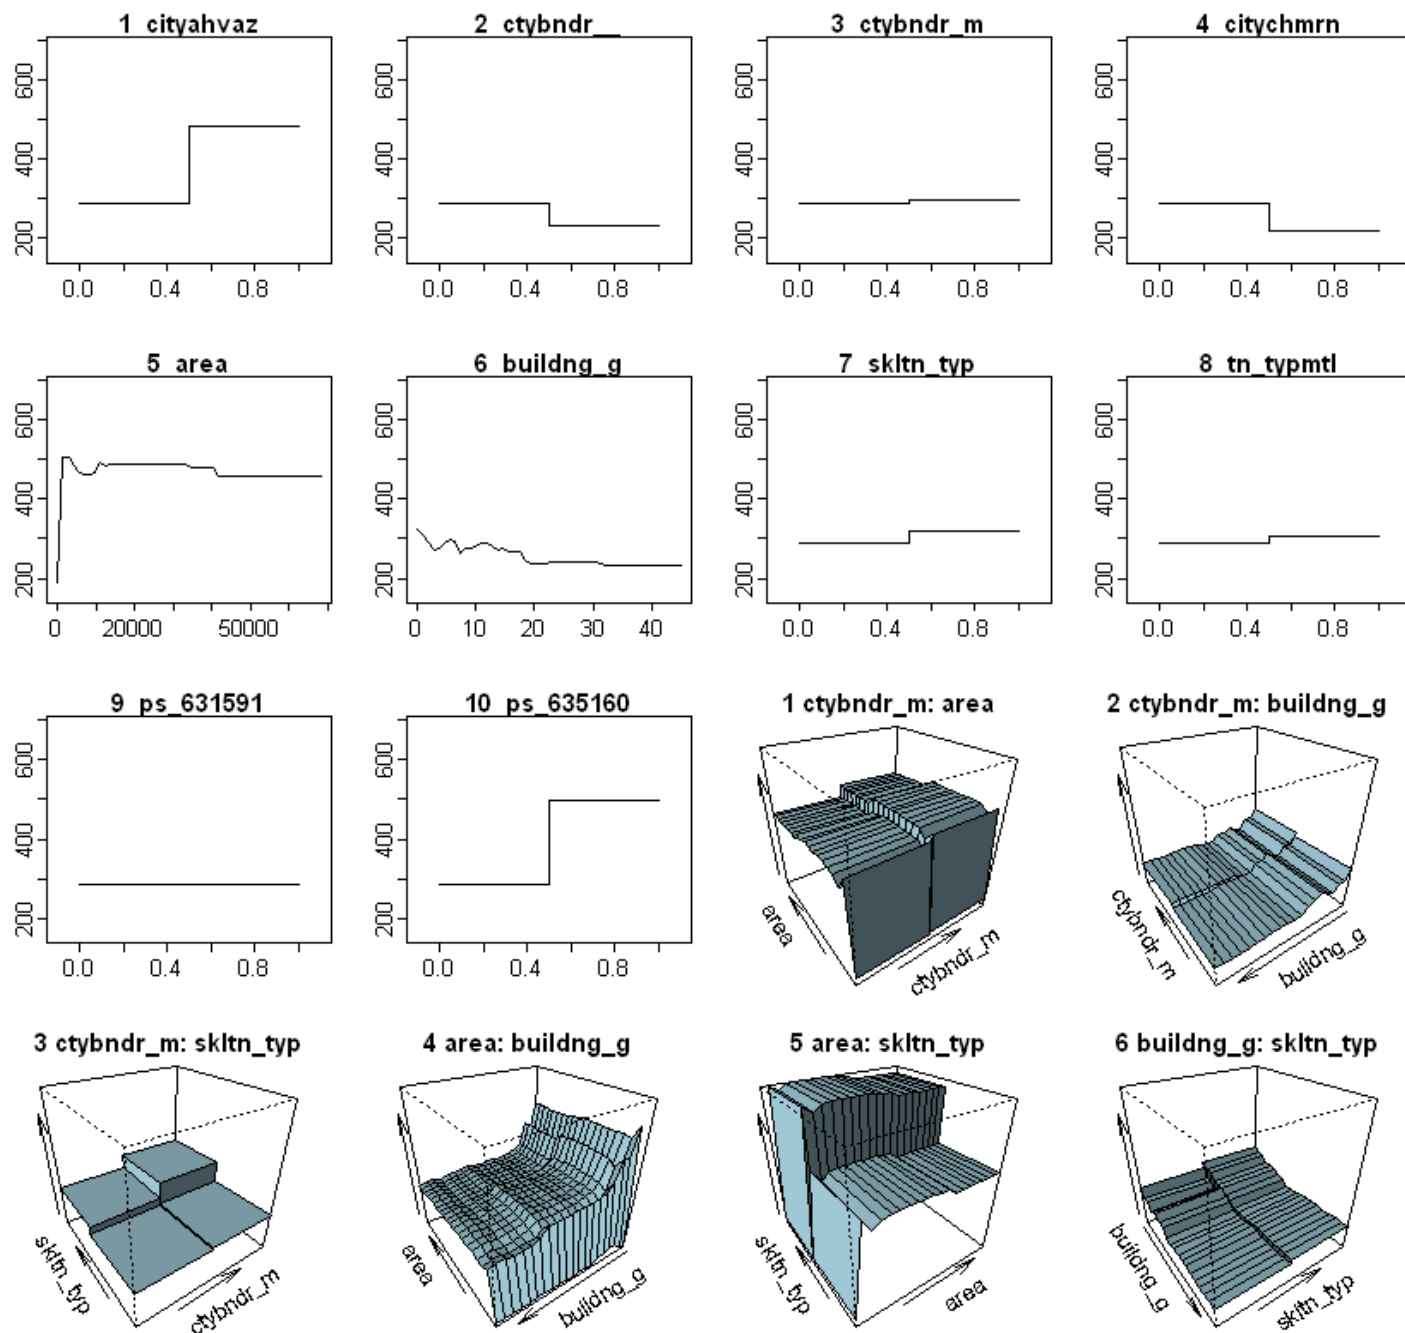 1 cityahvaz
2 ctybndr__
3 ctybndr_m
4 citychmrn
600
400
200
600
400
200
600
400
200
600
400
200
0.0 0.4 0.8
0.0 0.4 0.8
0.0 0.4 0.8
0.0 0.4 0.8
5 area
6 buildng_g
7 skltn_typ
8 tn_typmtl
600
400
200
600
400
200
600
400
200
600
400
200
0 20000 50000
0 10 20 30 40
0.0 0.4 0.8
0.0 0.4 0.8
9 ps_631591
10 ps_635160
1 ctybndr_m: area
2 ctybndr_m: buildng_g
600
400
200
600
400
200
area
ctybndr_m
ctybndr_m
buildng_g
0.0 0.4 0.8
0.0 0.4 0.8
3 ctybndr_m: skltn_typ
4 area: buildng_g
5 area: skltn_typ
6 buildng_g: skltn_typ
skltn_typ
ctybndr_m
area
buildng_g
skltn_typ
area
buildng_g
skltn_typ